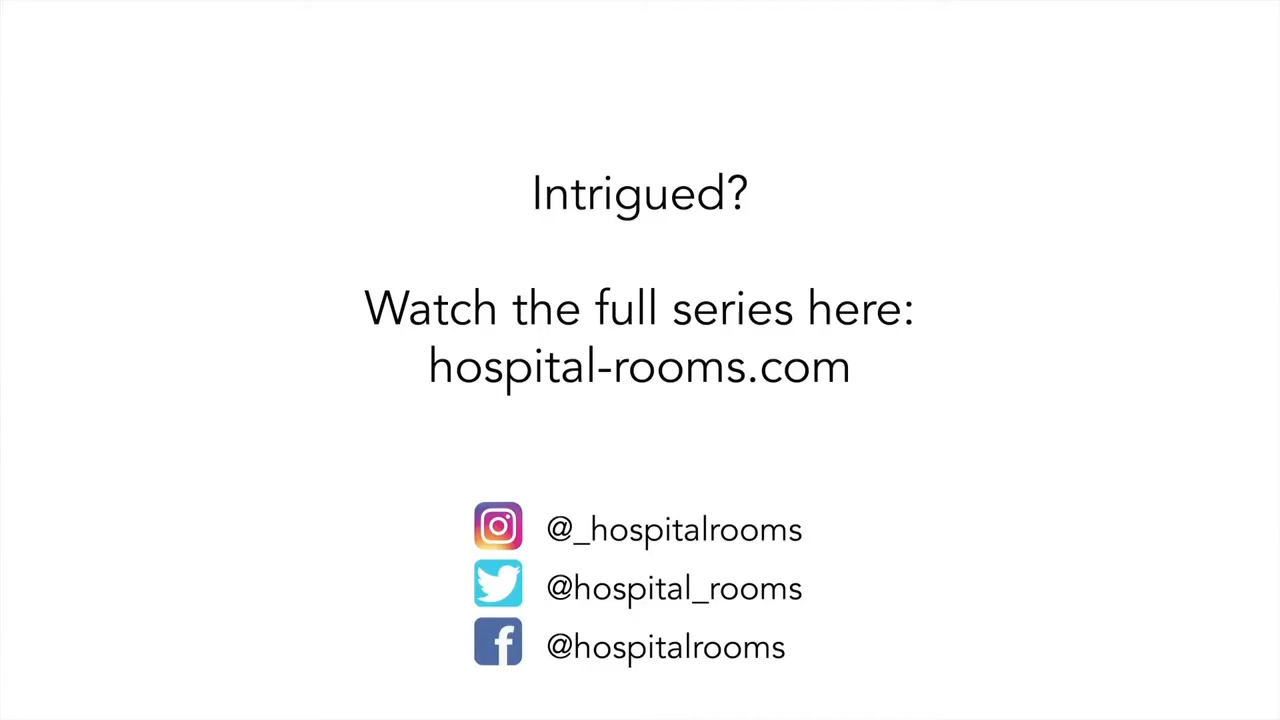 Intrigued?
Watch the full series here:
hospital-rooms.com
@_hospitalrooms
@hospital_rooms
@hospitalrooms